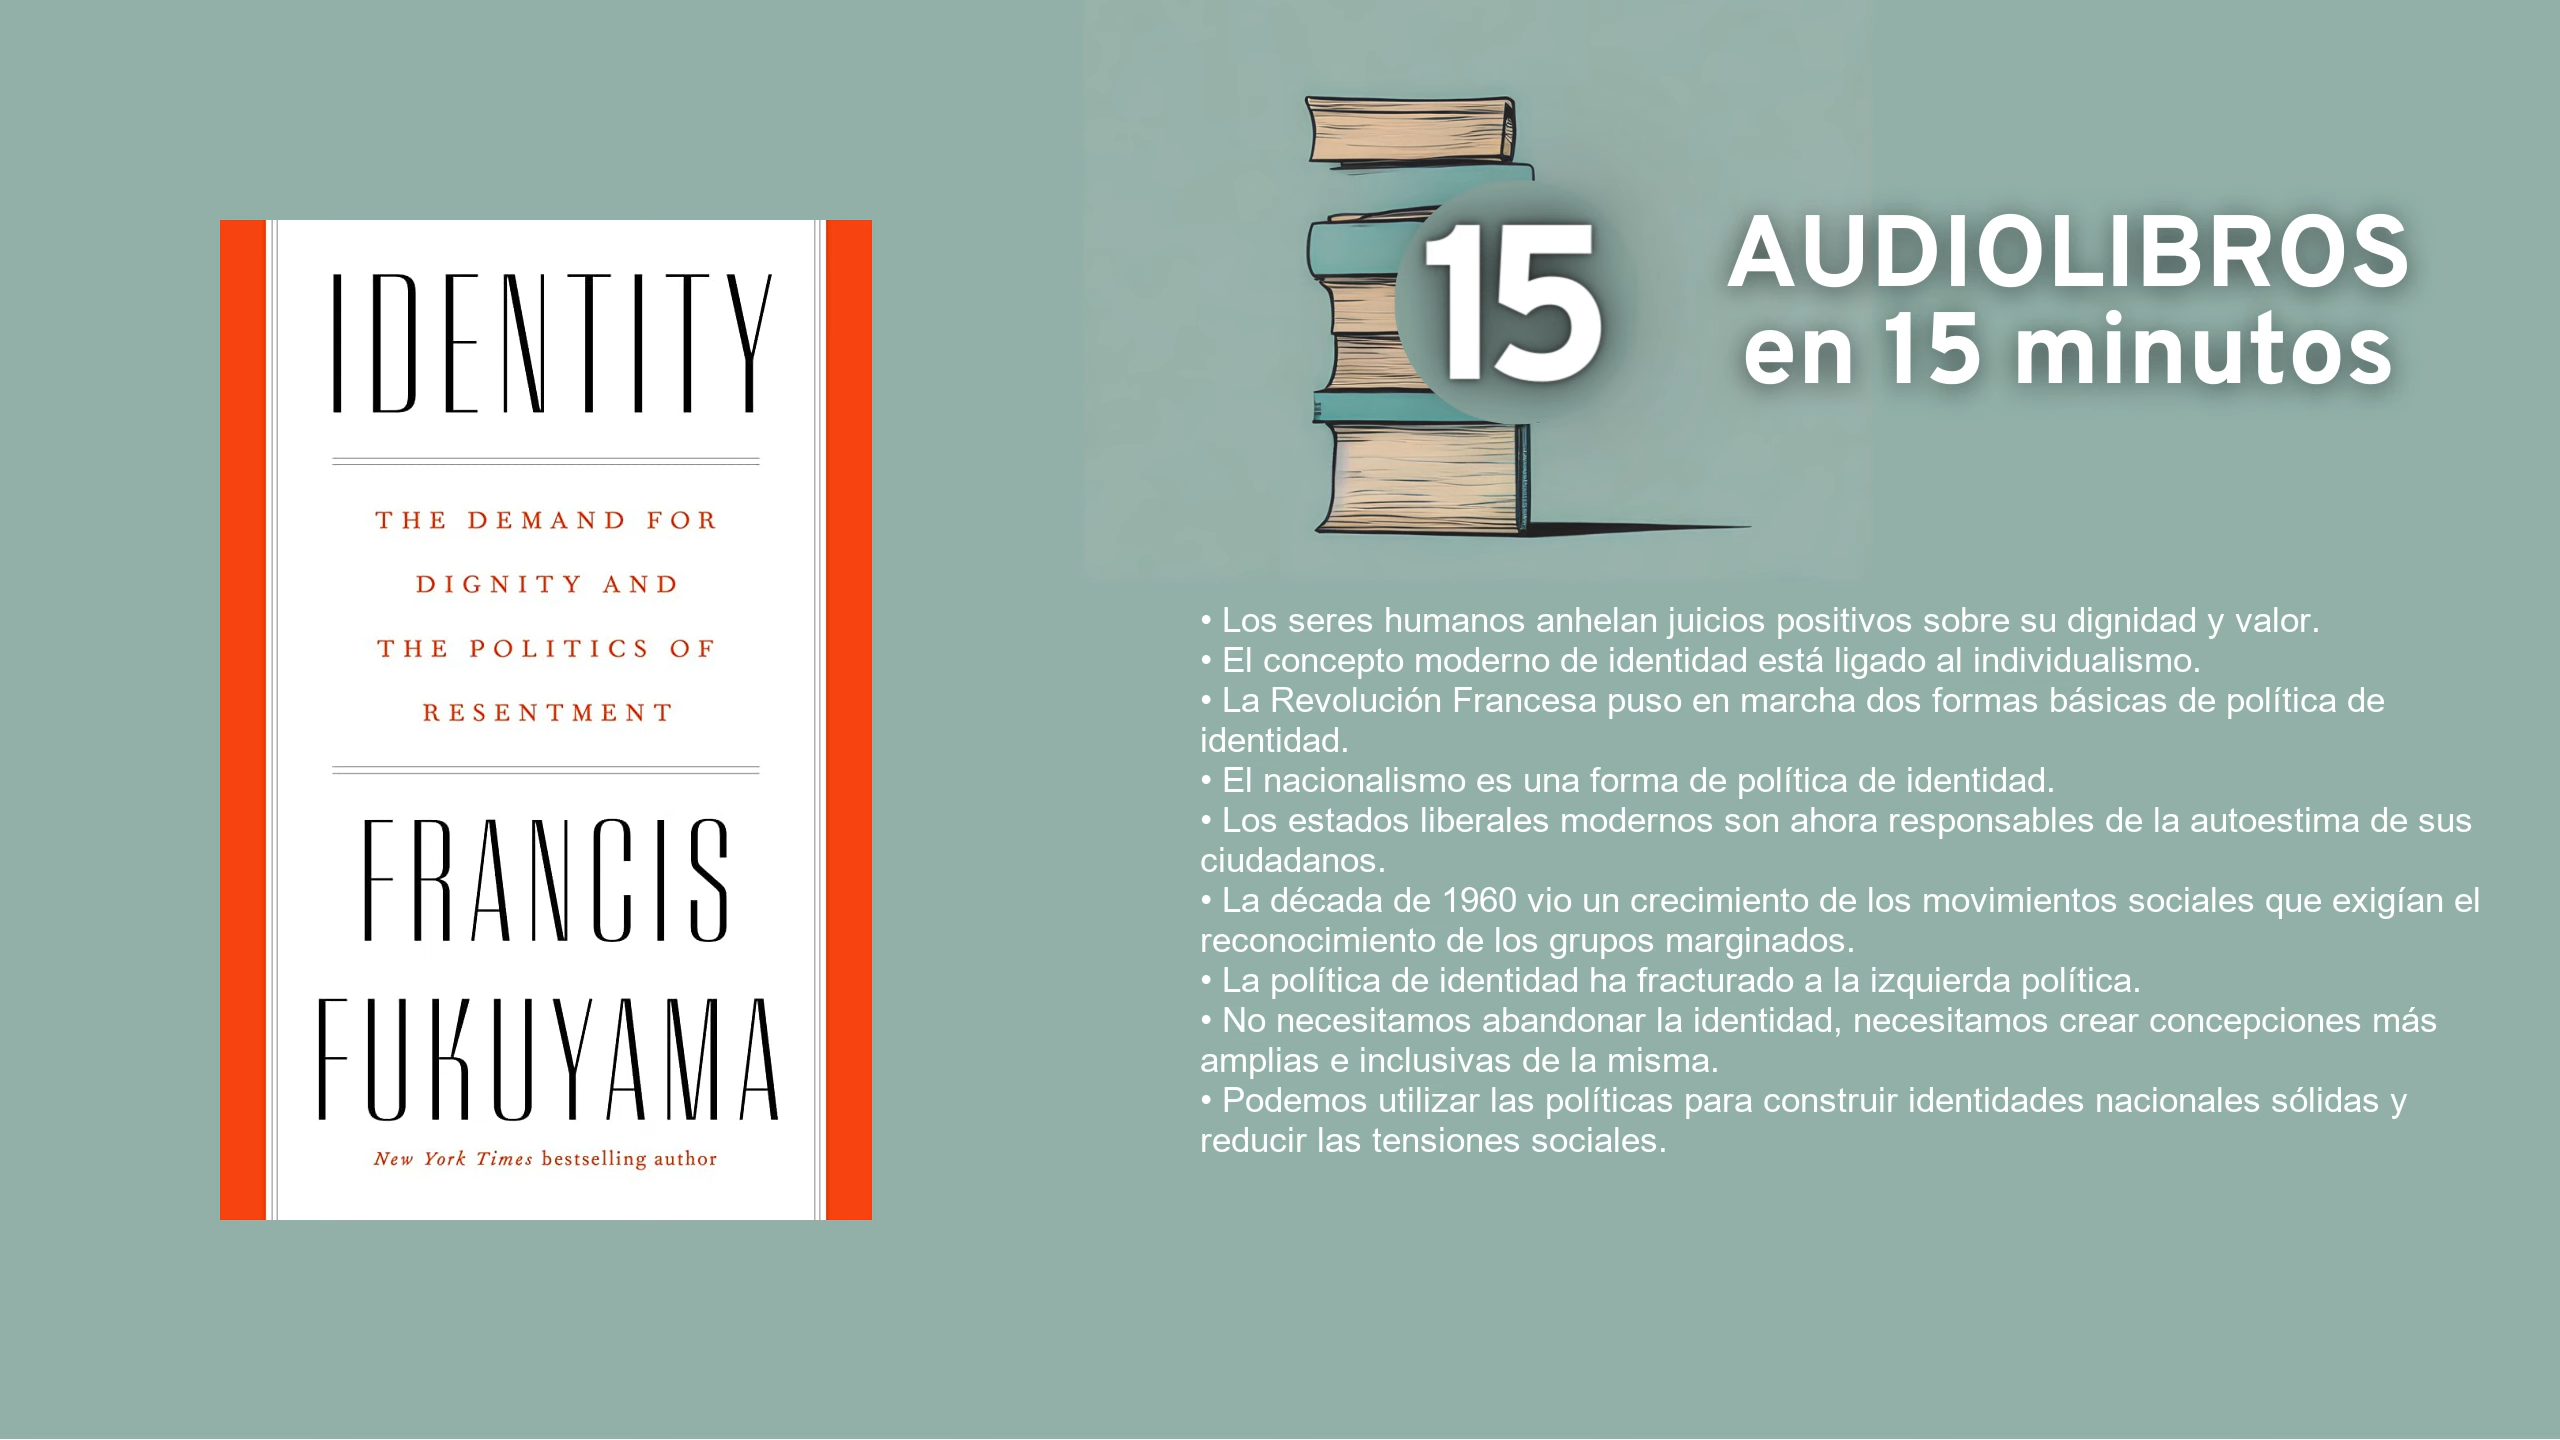 IDENTITY
THE DEMAND FOR
DIGNITY AND
THE POLITICS OF
RESENTMENT
FRANCIS
FUKUYAMA
New York Times bestselling author
15
AUDIOLIBROS
en 15 minutos
• Los seres humanos anhelan juicios positivos sobre su dignidad y valor.
• El concepto moderno de identidad está ligado al individualismo.
• La Revolución Francesa puso en marcha dos formas básicas de política de
identidad.
• El nacionalismo es una forma de política de identidad.
• Los estados liberales modernos son ahora responsables de la autoestima de sus
ciudadanos.
• La década de 1960 vio un crecimiento de los movimientos sociales que exigían el
reconocimiento de los grupos marginados.
• La política de identidad ha fracturado a la izquierda política.
• No necesitamos abandonar la identidad, necesitamos crear concepciones más
amplias e inclusivas de la misma.
• Podemos utilizar las políticas para construir identidades nacionales sólidas y
reducir las tensiones sociales.